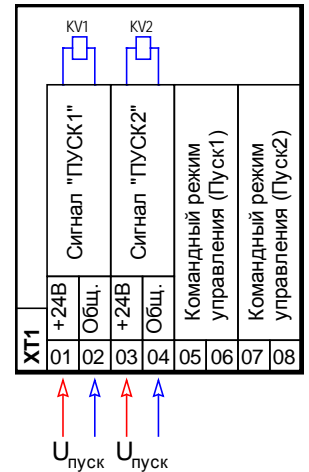 KV1 KV2
Сигнал "ПУСК1"
Сигнал "ПУСК2"
Командный режим
управления (Пуск1)
Командный режим
управления (Пуск2)
+24В Общ. +24В Общ.
XT1 01 02 03 04 05 06 07 08
Uпуск Uпуск